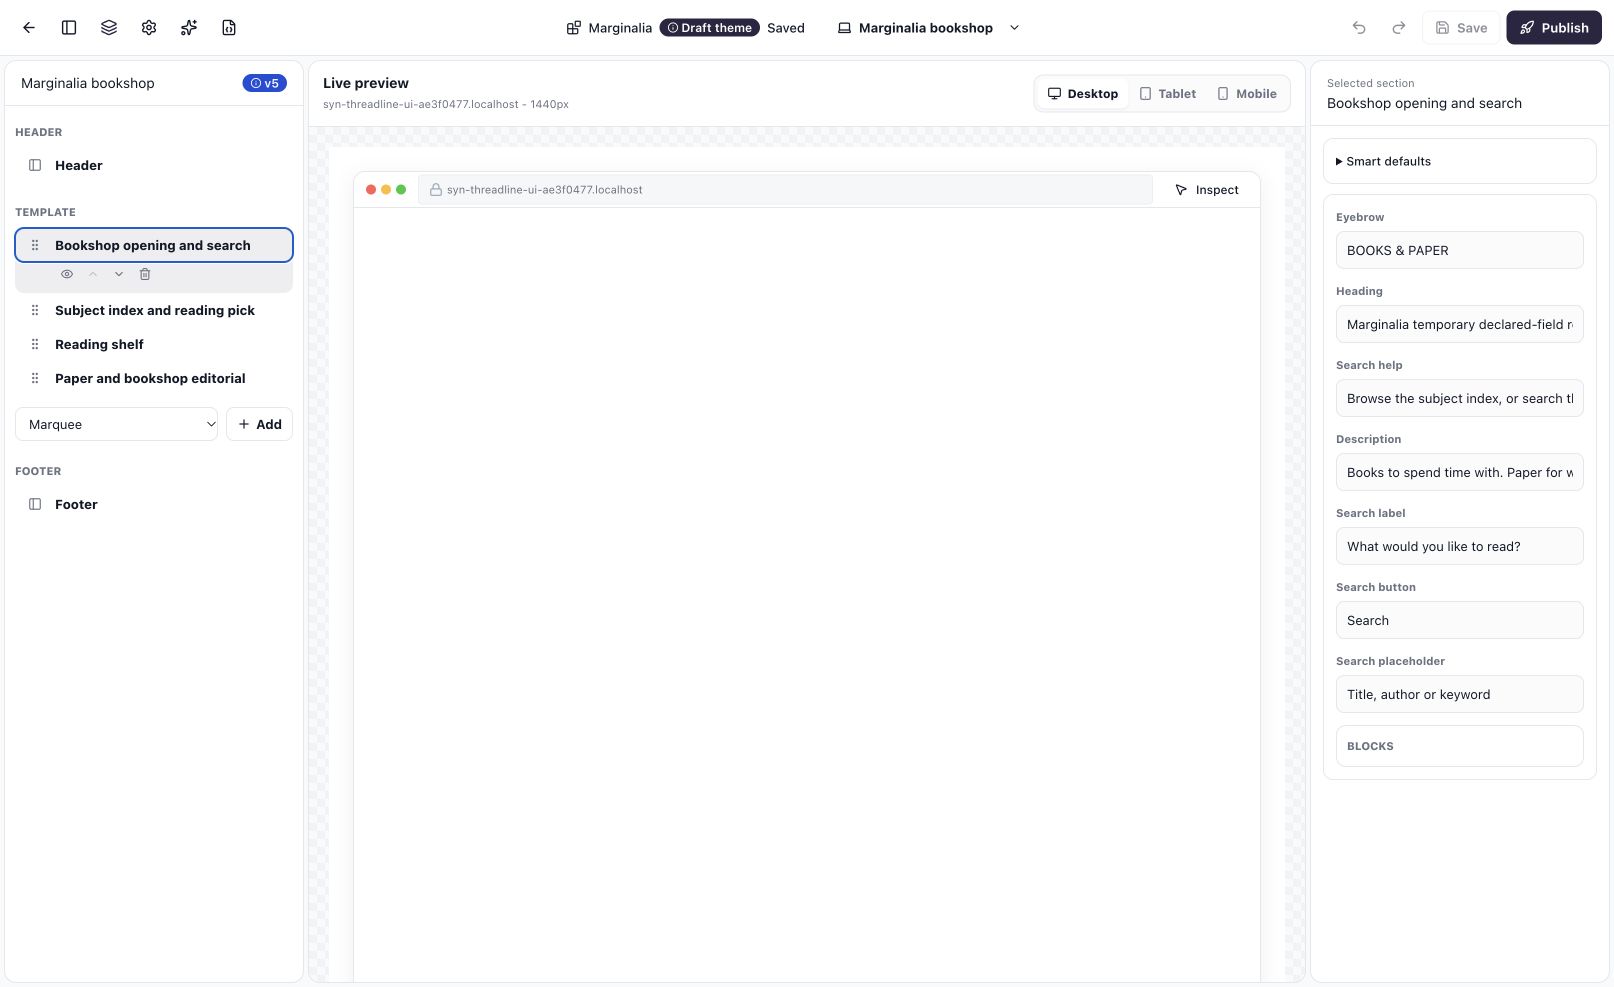 Marginalia
Draft theme
Saved
Marginalia bookshop
Save
Publish
Marginalia bookshop
v5
HEADER
Header
TEMPLATE
Bookshop opening and search
Subject index and reading pick
Reading shelf
Paper and bookshop editorial
Marquee
Add
FOOTER
Footer
Live preview
syn-threadline-ui-ae3f0477.localhost - 1440px
Desktop
Tablet
Mobile
syn-threadline-ui-ae3f0477.localhost
Inspect
Selected section
Bookshop opening and search
Smart defaults
Eyebrow
BOOKS & PAPER
Heading
Marginalia temporary declared-field
Search help
Browse the subject index, or search
Description
Books to spend time with. Paper for
Search label
What would you like to read?
Search button
Search
Search placeholder
Title, author or keyword
BLOCKS